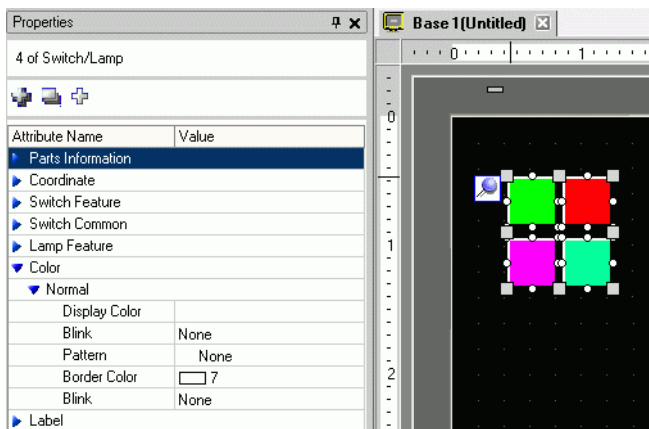 Properties
4 of Switch/Lamp
Attribute Name Value
Parts Information
Coordinate
Switch Feature
Switch Common
Lamp Feature
Color
Normal
Display Color
Blink None
Pattern None
Border Color 7
Blink None
Label
Base 1(Untitled)
0 1
0
1
2